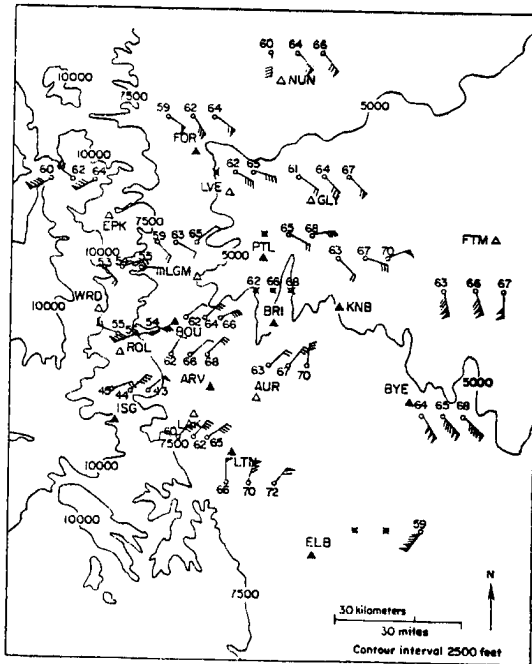 60 64 66
10000
7500
NUN
5000
59 62 64
FOR
10000
60 62 64
62 65
61 64 67
LVE
GLY
EPK
7500
59 63 65
65 68
PTL
FTM
10000
53 55
LGM
5000
63 67 70
62 66 68
63 66 67
WRD
10000
55 54
62 64 66
BOU
BRI
KNB
ROL
62 66 68
63 67 70
ARV
AUR
5000
BYE
44 43
ISG
64 65 68
60 62 65
7500
LTN
10000
66 70 72
10000
59
ELB
N
7500
30 kilometers
30 miles
Contour interval 2500 feet